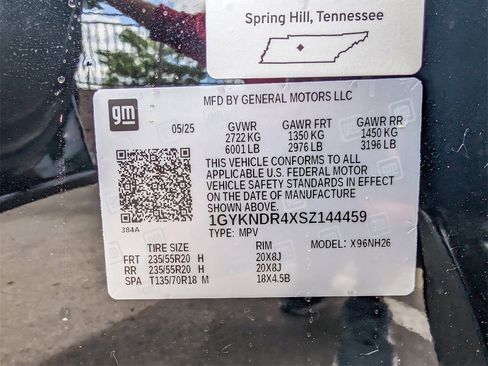 Spring Hill, Tennessee
gm
MFD BY GENERAL MOTORS LLC
05/25 GVWR GAWR FRT GAWR RR
2722 KG 1350 KG 1450 KG
6001 LB 2976 LB 3196 LB
THIS VEHICLE CONFORMS TO ALL
APPLICABLE U.S. FEDERAL MOTOR
VEHICLE SAFETY STANDARDS IN EFFECT
ON THE DATE OF MANUFACTURE
SHOWN ABOVE.
1GYKNDR4XSZ144459
384A TYPE: MPV
TIRE SIZE RIM MODEL: X96NH26
FRT 235/55R20 H 20X8J
RR 235/55R20 H 20X8J
SPA T135/70R18 M 18X4.5B